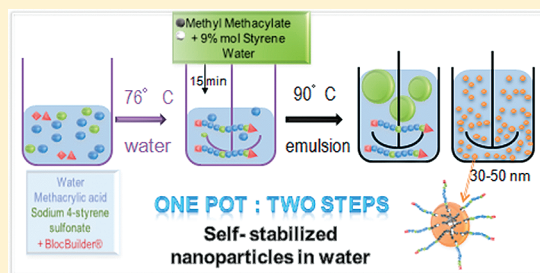 Methyl Methacylate
+ 9% mol Styrene
Water
15 min
76° C
water
90° C
emulsion
30-50 nm
Water
Methacrylic acid
Sodium 4-styrene
sulfonate
+ BlocBuilder®
ONE POT : TWO STEPS
Self- stabilized
nanoparticles in water